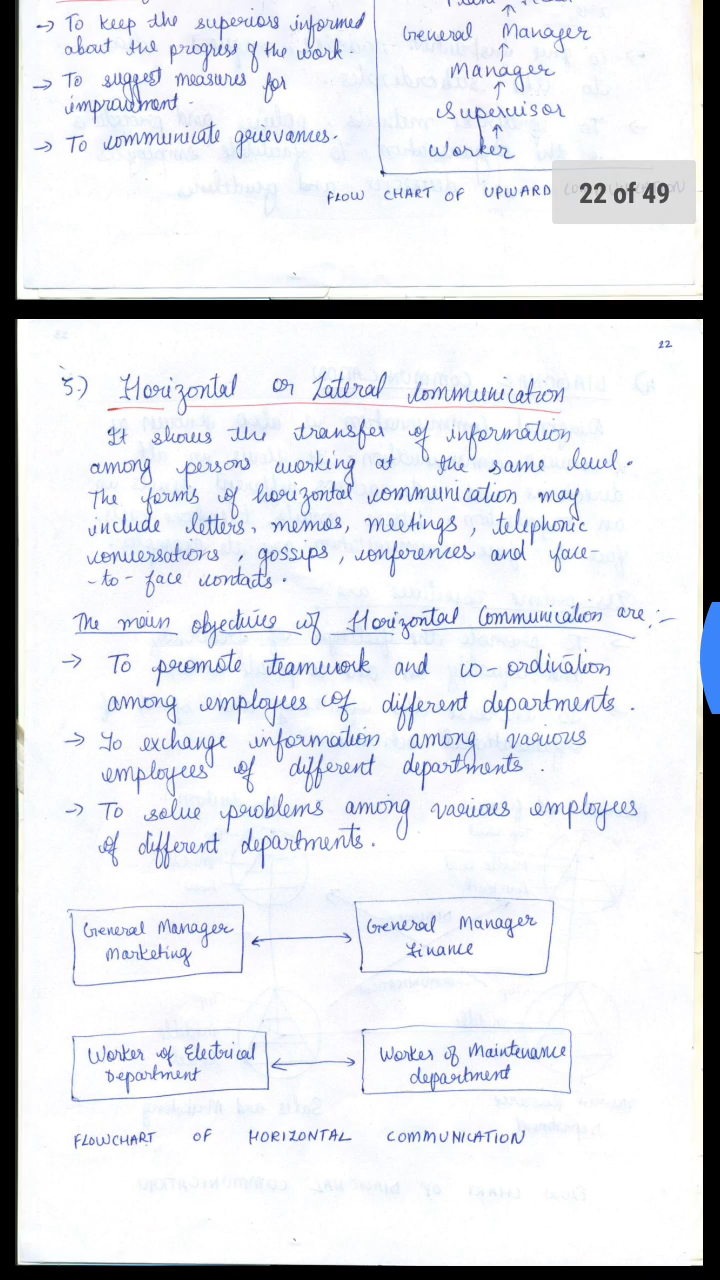 → To keep the superiors informed
about the progress of the work.
→ To suggest measures for
improvment.
→ To communicate grievances.
General Manager
↑
Manager
↑
Supervisor
↑
Worker
FLOW CHART OF UPWARD
22 of 49
22
3.) Horizontal or Lateral Communication
It shows the transfer of information
among persons working at the same level.
The forms of horizontal communication may
include letters, memos, meetings, telephonic
conversations, gossips, conferences and face-
-to-face contacts.
The main objectives of Horizontal Communication are:-
→ To promote teamwork and co-ordination
among employees of different departments.
→ To exchange information among various
employees of different departments.
→ To solve problems among various employees
of different departments.
General Manager
Marketing
General Manager
Finance
Worker of Electrical
Department
Worker of Maintenance
department
FLOWCHART OF HORIZONTAL COMMUNICATION